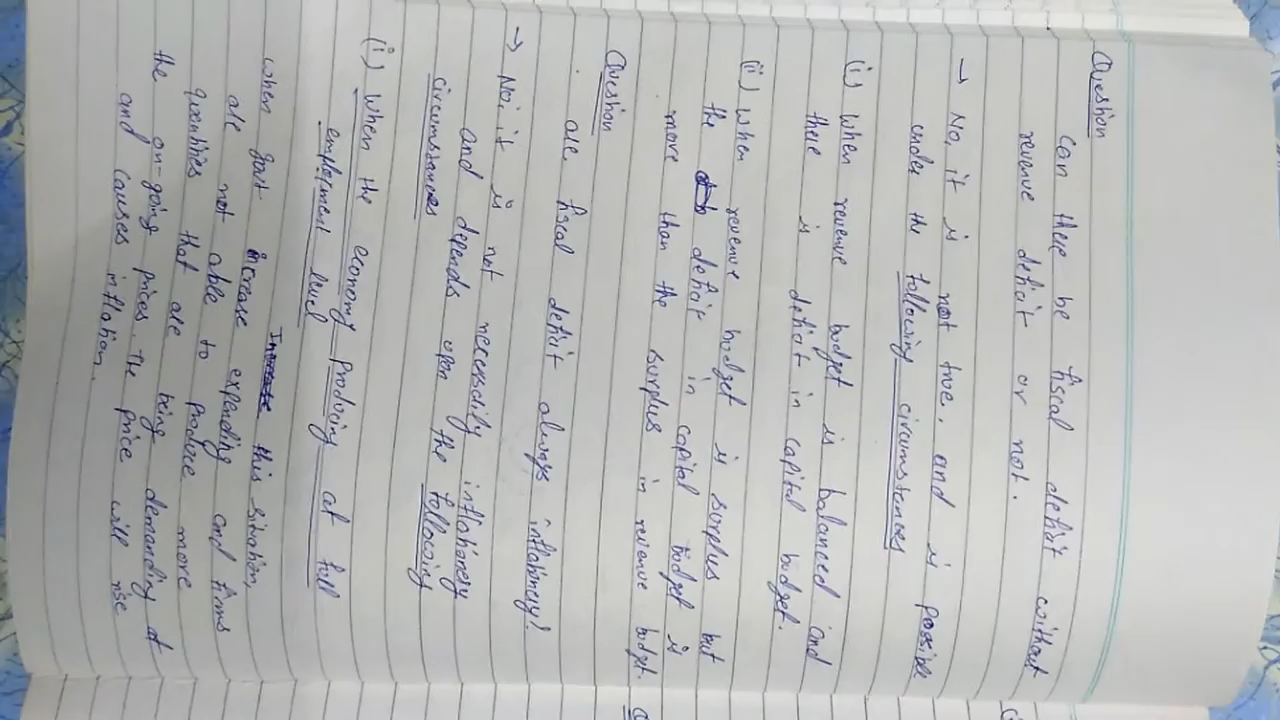 Question
can there be fiscal deficit without
revenue deficit or not.
→ No, it is not true, and is possible
under the following circumstances
(i) when revenue budget is balanced and
there is deficit in capital budget.
(ii) when revenue budget is surplus but
the deficit in capital budget is
more than the surplus in revenue budget.
Question
are fiscal deficit always inflationery?
→ No, it is not necessarily inflationery
and depends upon the following
circumstances
(i) when the economy producing at full
employment level
when govt. increase this situation,
are not able expending and firms
quantities that to produce more
the on-going prices. are being demanding at
and causes inflation. The price will rise